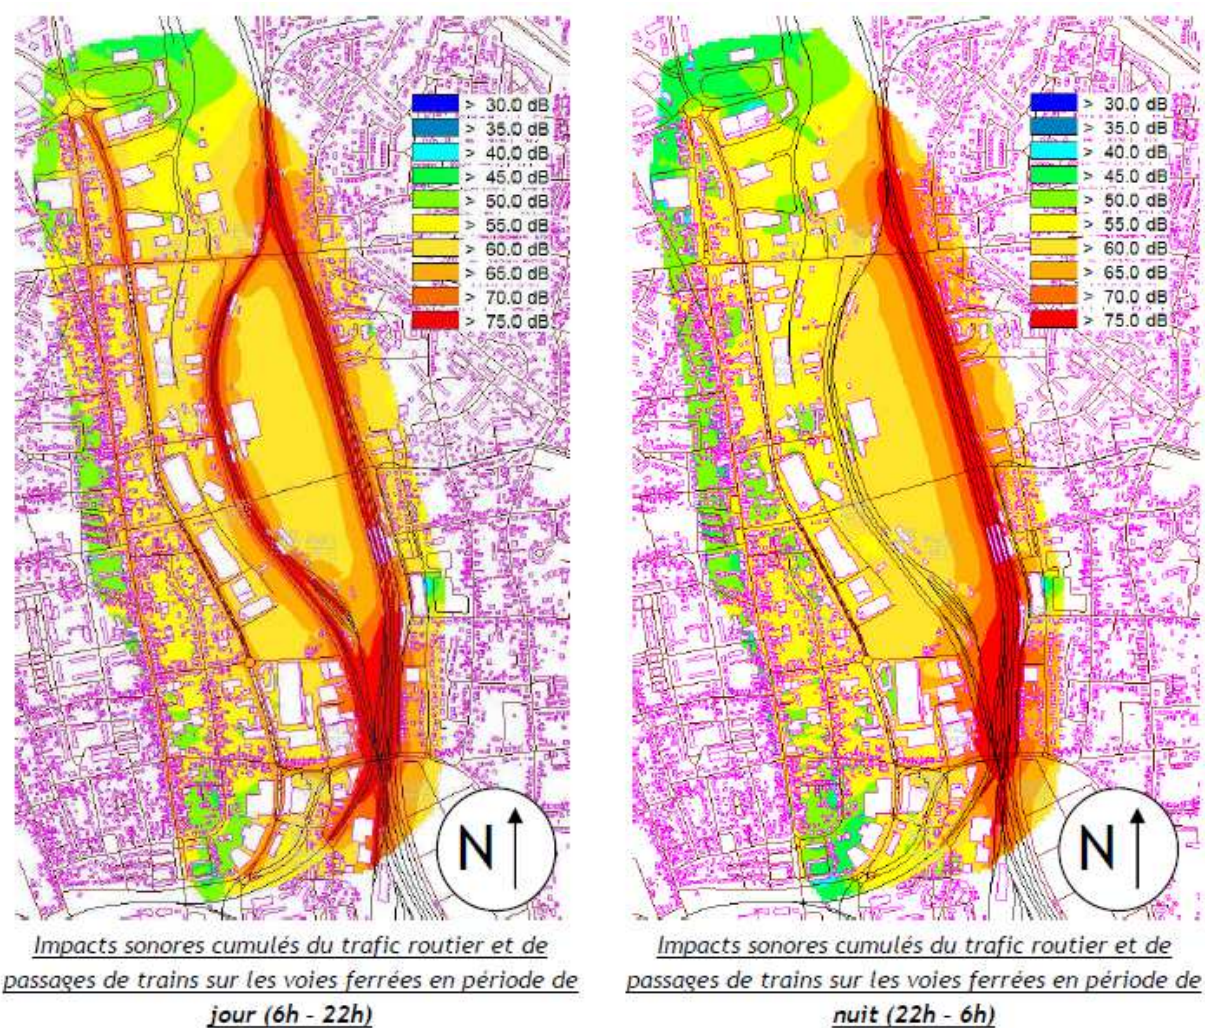 > 30.0 dB
> 35.0 dB
> 40.0 dB
> 45.0 dB
> 50.0 dB
> 55.0 dB
> 60.0 dB
> 65.0 dB
> 70.0 dB
> 75.0 dB
N
Impacts sonores cumulés du trafic routier et de
passages de trains sur les voies ferrées en période de
jour (6h - 22h)
> 30.0 dB
> 35.0 dB
> 40.0 dB
> 45.0 dB
> 50.0 dB
> 55.0 dB
> 60.0 dB
> 65.0 dB
> 70.0 dB
> 75.0 dB
N
Impacts sonores cumulés du trafic routier et de
passages de trains sur les voies ferrées en période de
nuit (22h - 6h)